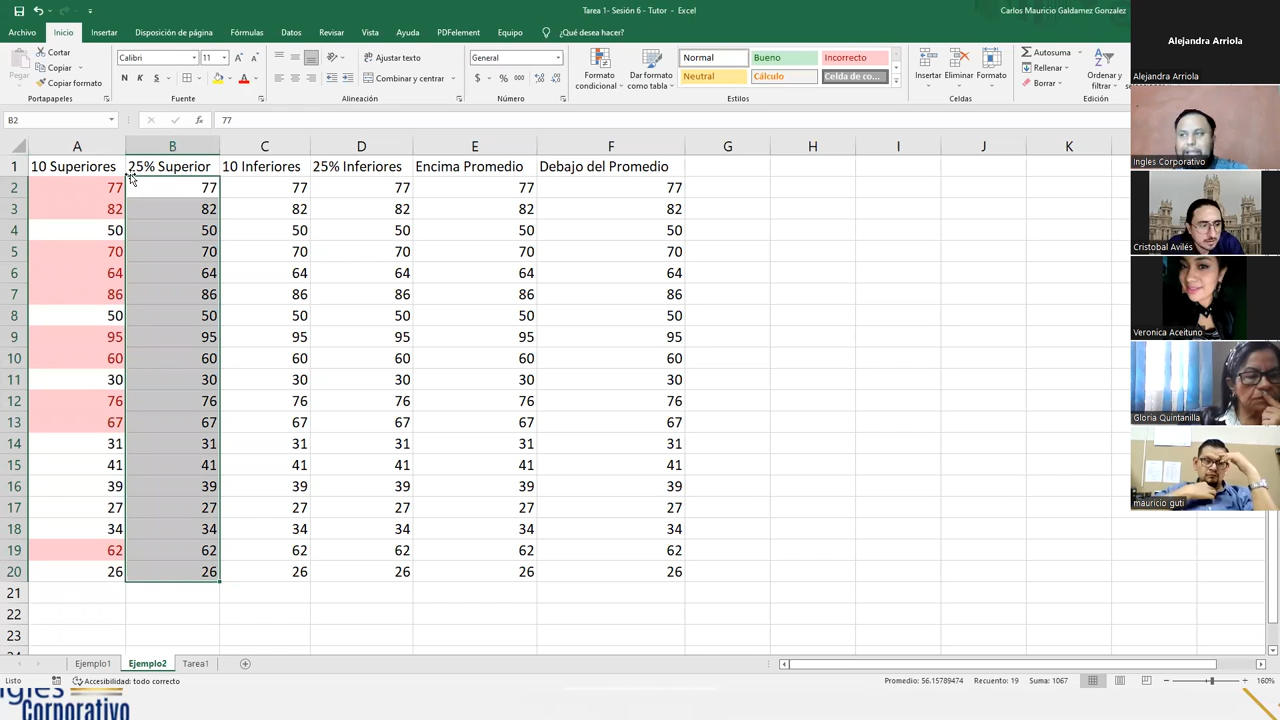 Tarea 1- Sesión 6 - Tutor - Excel
Carlos Mauricio Galdamez Gonzalez
Archivo Inicio Insertar Disposición de página Fórmulas Datos Revisar Vista Ayuda PDFelement Equipo ¿Qué desea hacer?
Pegar
Cortar
Copiar
Copiar formato
Portapapeles
Calibri 11
N K S
Fuente
Ajustar texto
Combinar y centrar
Alineación
General
$ % 000
Número
Formato condicional
Dar formato como tabla
Normal Bueno Incorrecto
Neutral Cálculo Celda de co...
Estilos
Insertar Eliminar Formato
Celdas
Autosuma
Rellenar
Borrar
Ordenar y filtrar
Edición
B2 fx 77
A B C D E F G H I J K
1 10 Superiores 25% Superior 10 Inferiores 25% Inferiores Encima Promedio Debajo del Promedio
2 77 77 77 77 77 77
3 82 82 82 82 82 82
4 50 50 50 50 50 50
5 70 70 70 70 70 70
6 64 64 64 64 64 64
7 86 86 86 86 86 86
8 50 50 50 50 50 50
9 95 95 95 95 95 95
10 60 60 60 60 60 60
11 30 30 30 30 30 30
12 76 76 76 76 76 76
13 67 67 67 67 67 67
14 31 31 31 31 31 31
15 41 41 41 41 41 41
16 39 39 39 39 39 39
17 27 27 27 27 27 27
18 34 34 34 34 34 34
19 62 62 62 62 62 62
20 26 26 26 26 26 26
21
22
23
Ejemplo1 Ejemplo2 Tarea1
Listo Accesibilidad: todo correcto Promedio: 56.15789474 Recuento: 19 Suma: 1067 160%
Ingles
Corporativo
Alejandra Arriola
Alejandra Arriola
Ingles Corporativo
Cristobal Avilés
Veronica Aceituno
Gloria Quintanilla
mauricio guti